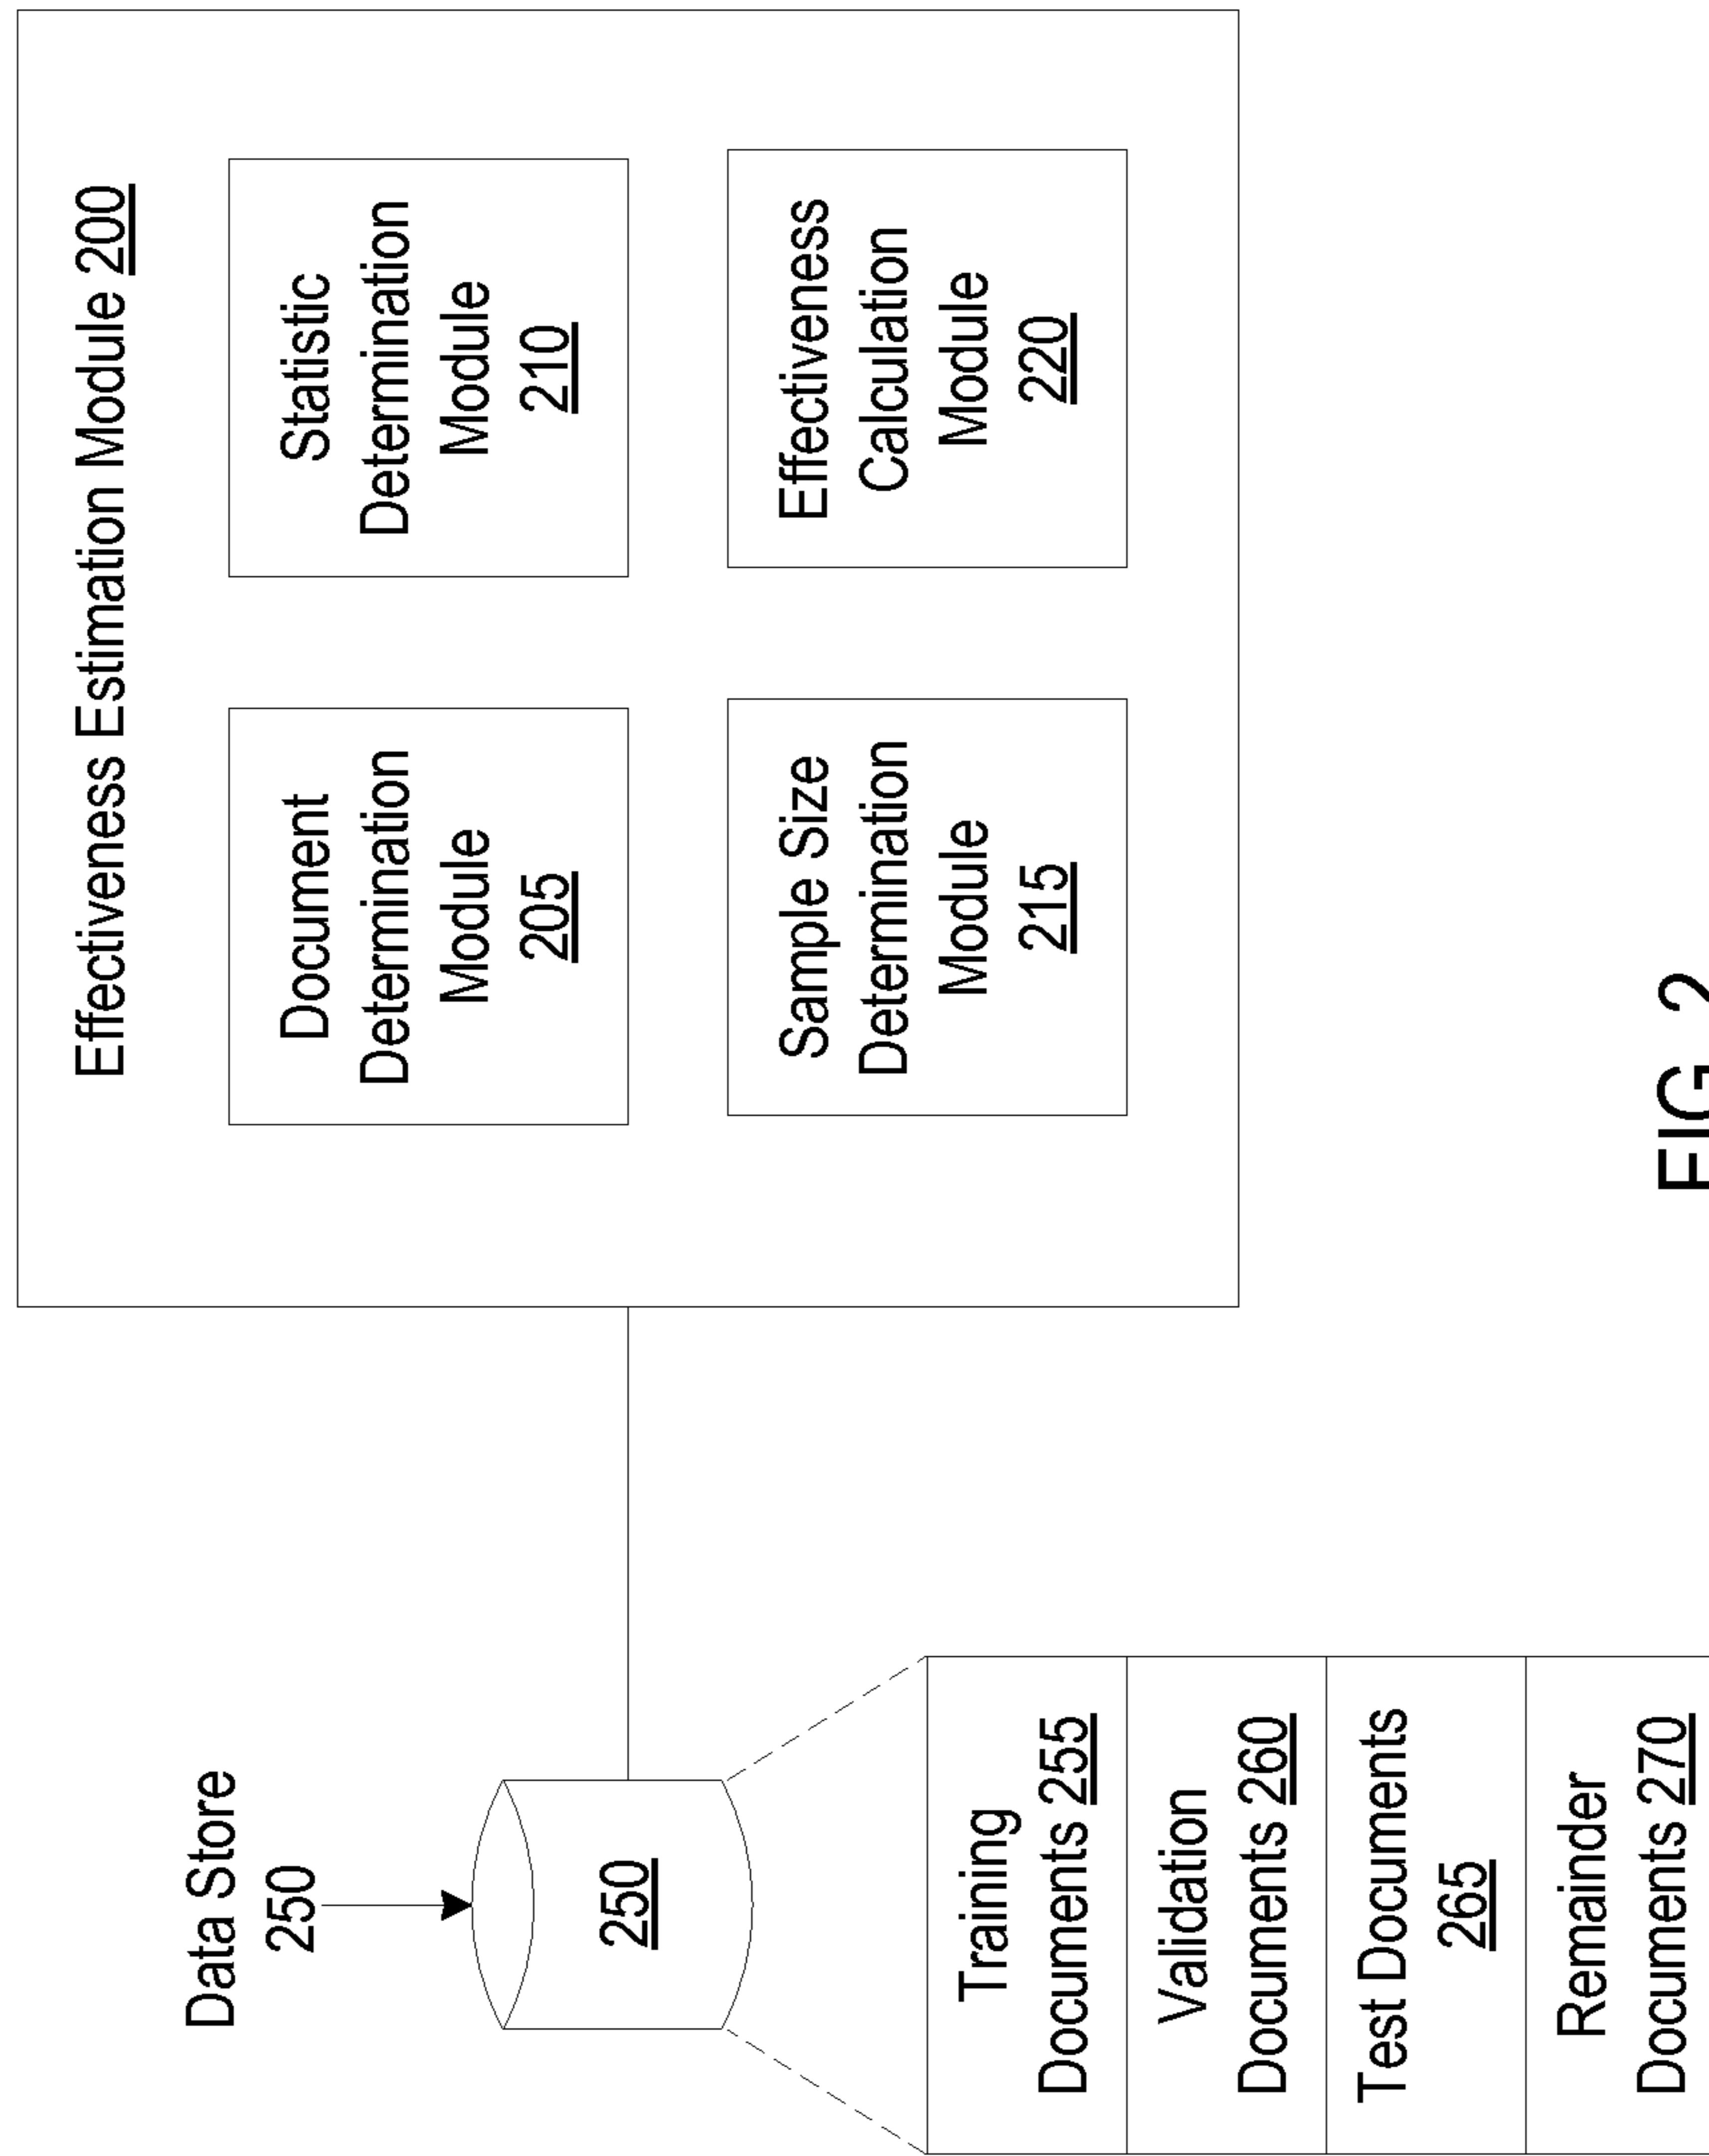 Effectiveness Estimation Module 200
Document
Determination
Module
205
Statistic
Determination
Module
210
Sample Size
Determination
Module
215
Effectiveness
Calculation
Module
220
Data Store
250
250
Training
Documents 255
Validation
Documents 260
Test Documents
265
Remainder
Documents 270
FIG. 2